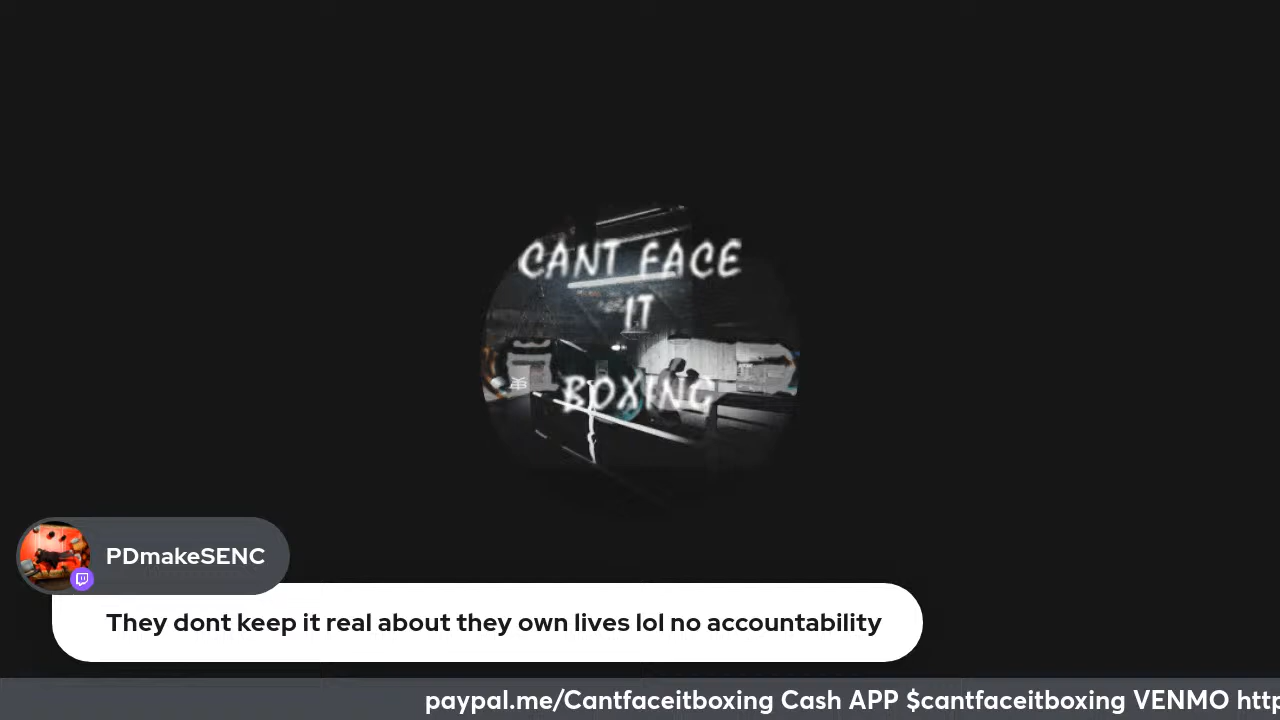 CANT FACE
IT
BOXING
PDmakeSENC
They dont keep it real about they own lives lol no accountability
paypal.me/Cantfaceitboxing Cash APP $cantfaceitboxing VENMO http